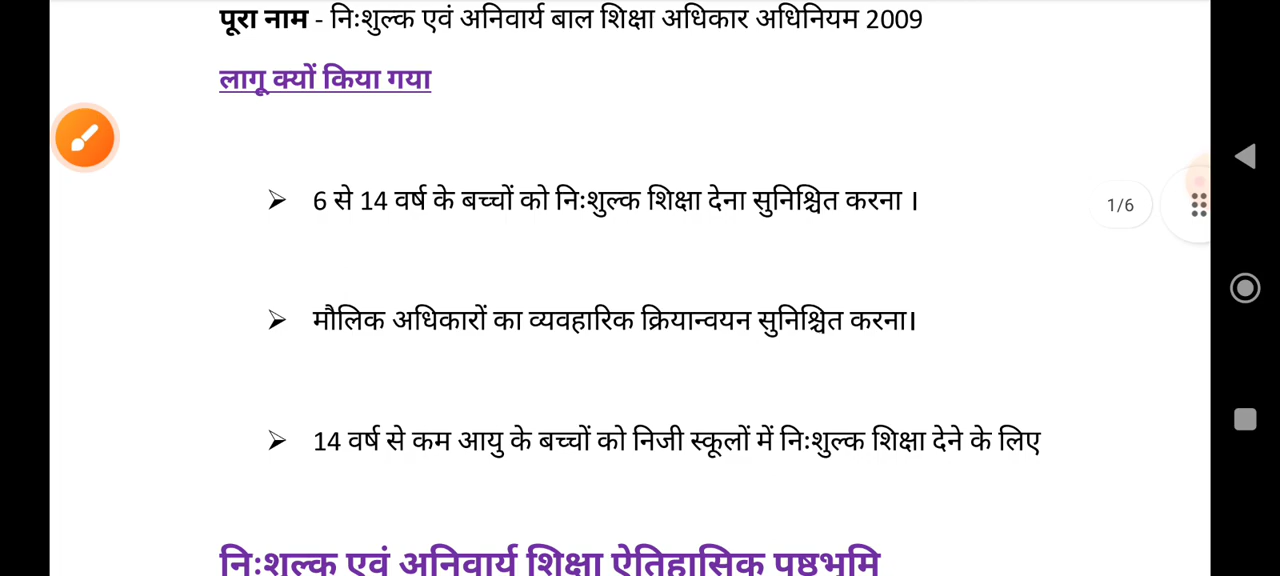 पूरा नाम - निःशुल्क एवं अनिवार्य बाल शिक्षा अधिकार अधिनियम 2009
लागू क्यों किया गया
➢ 6 से 14 वर्ष के बच्चों को निःशुल्क शिक्षा देना सुनिश्चित करना ।
1/6
➢ मौलिक अधिकारों का व्यवहारिक क्रियान्वयन सुनिश्चित करना।
➢ 14 वर्ष से कम आयु के बच्चों को निजी स्कूलों में निःशुल्क शिक्षा देने के लिए
निःशुल्क एवं अनिवार्य शिक्षा ऐतिहासिक पृष्ठभूमि